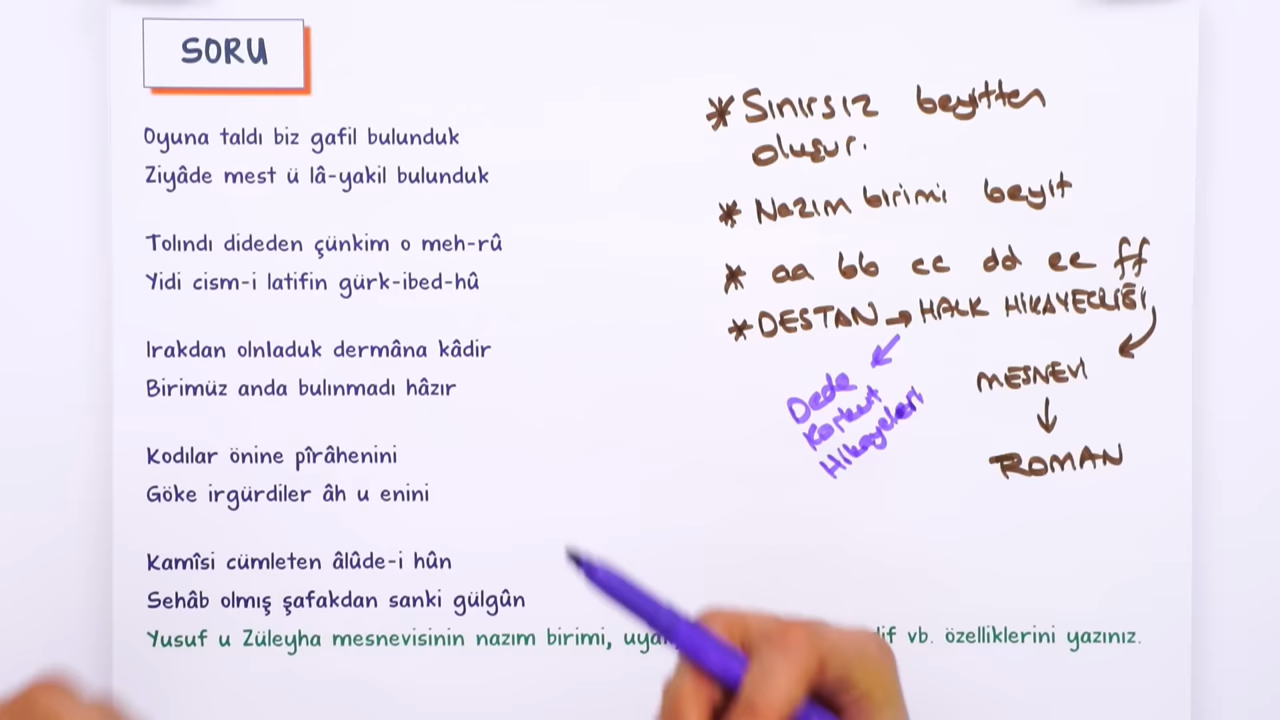 SORU
Oyuna taldı biz gafil bulunduk
Ziyâde mest ü lâ-yakil bulunduk
Tolındı dideden çünkim o meh-rû
Yidi cism-i latifin gürk-ibed-hû
Irakdan olnladuk dermâna kâdir
Birimüz anda bulınmadı hâzır
Kodılar önine pîrâhenini
Göke irgürdiler âh u enini
Kamîsi cümleten âlûde-i hûn
Sehâb olmış şafakdan sanki gülgûn
Yusuf u Züleyha mesnevisinin nazım birimi, vb. özelliklerini yazınız.
* Sınırsız beyitten
oluşur.
* Nazım birimi beyit
* aa bb cc dd ee ff
* DESTAN → HALK HİKAYECİLİĞİ
Dede
Korkut
Hikayeleri
MESNEVİ
↓
ROMAN